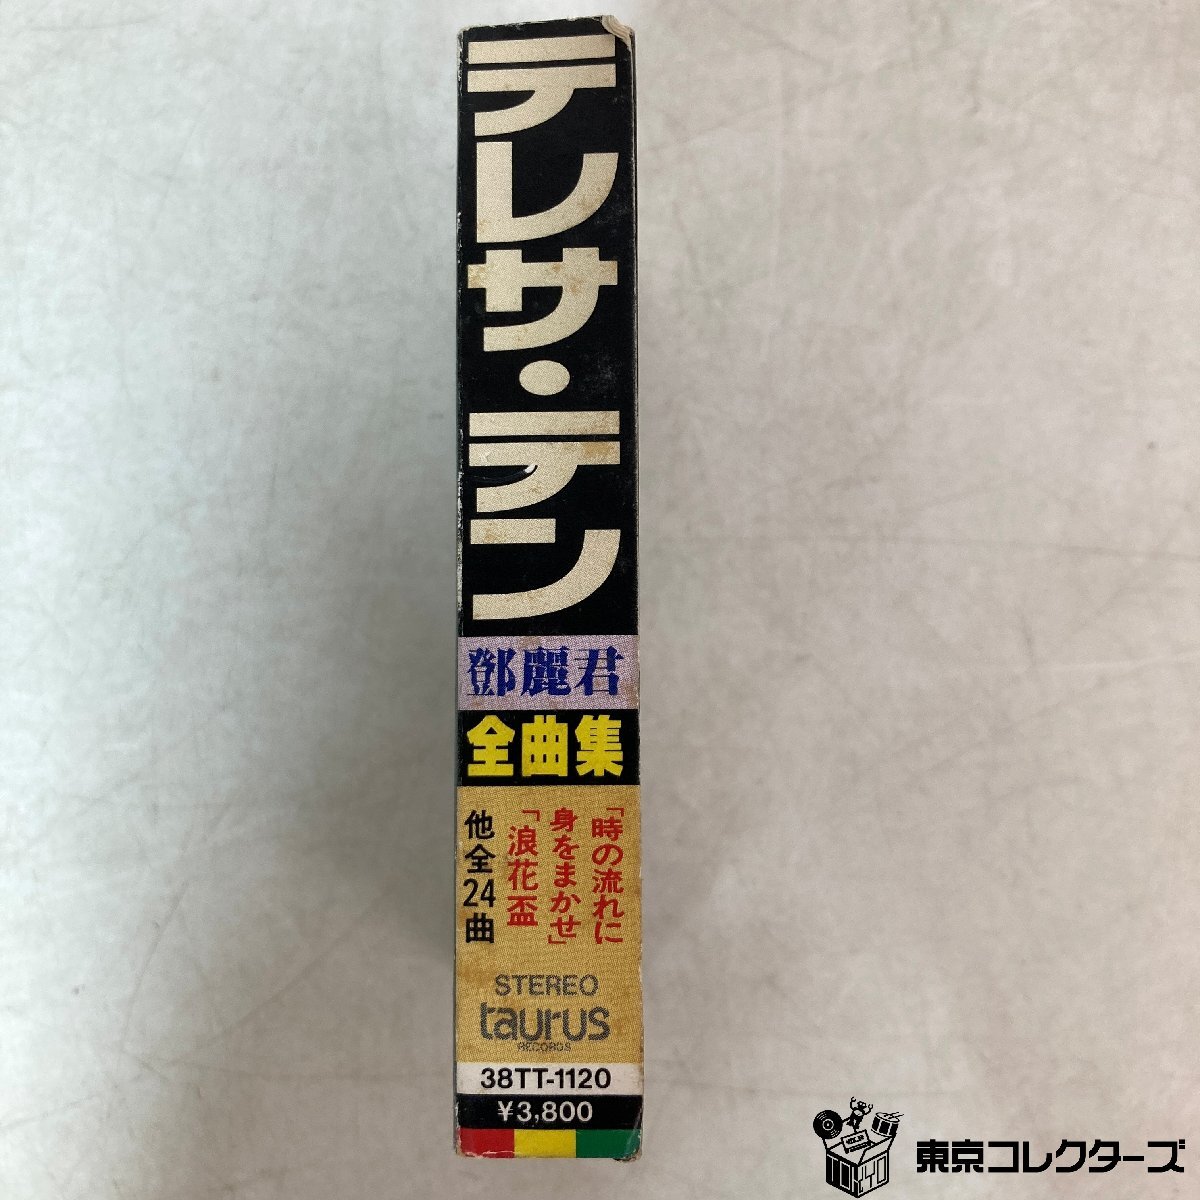 テレサ・テン
鄧麗君
全曲集
「時の流れに
身をまかせ」
「浪花盃
他全24曲
STEREO
taurus
RECORDS
38TT-1120
¥3,800
東京コレクターズ